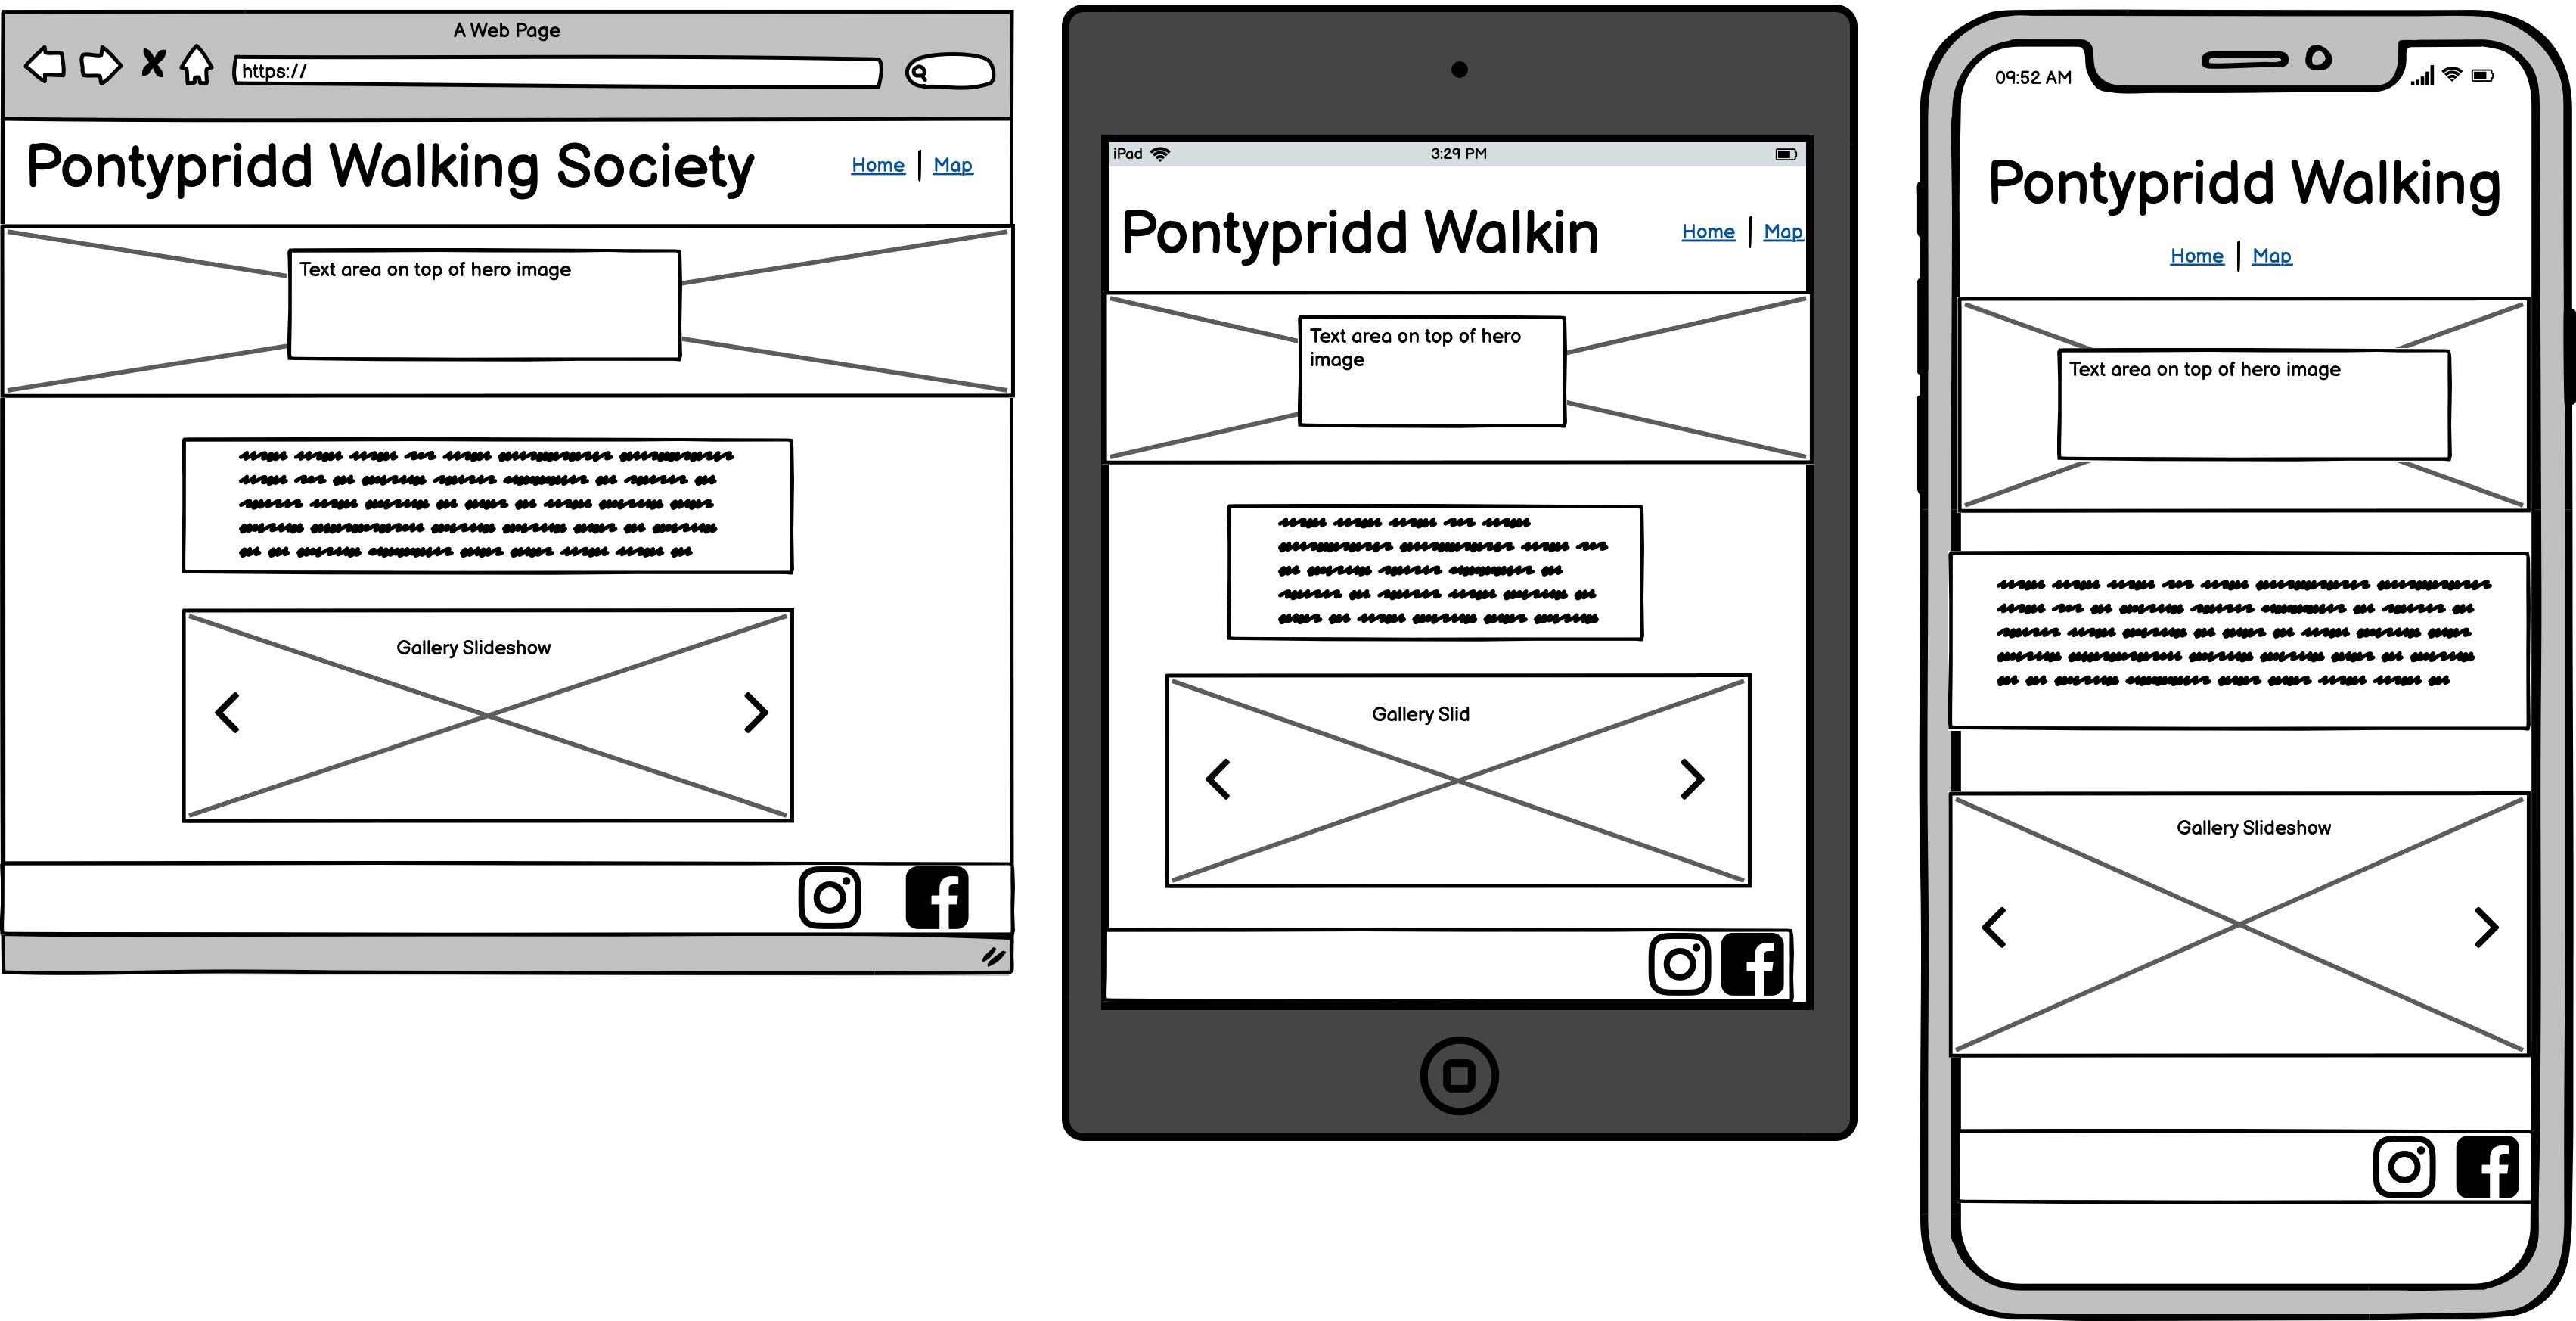 A Web Page
https://
Pontypridd Walking Society
Home | Map
Text area on top of hero image
Gallery Slideshow
iPad
3:29 PM
Pontypridd Walkin
Home | Map
Text area on top of hero
image
Gallery Slid
09:52 AM
Pontypridd Walking
Home | Map
Text area on top of hero image
Gallery Slideshow